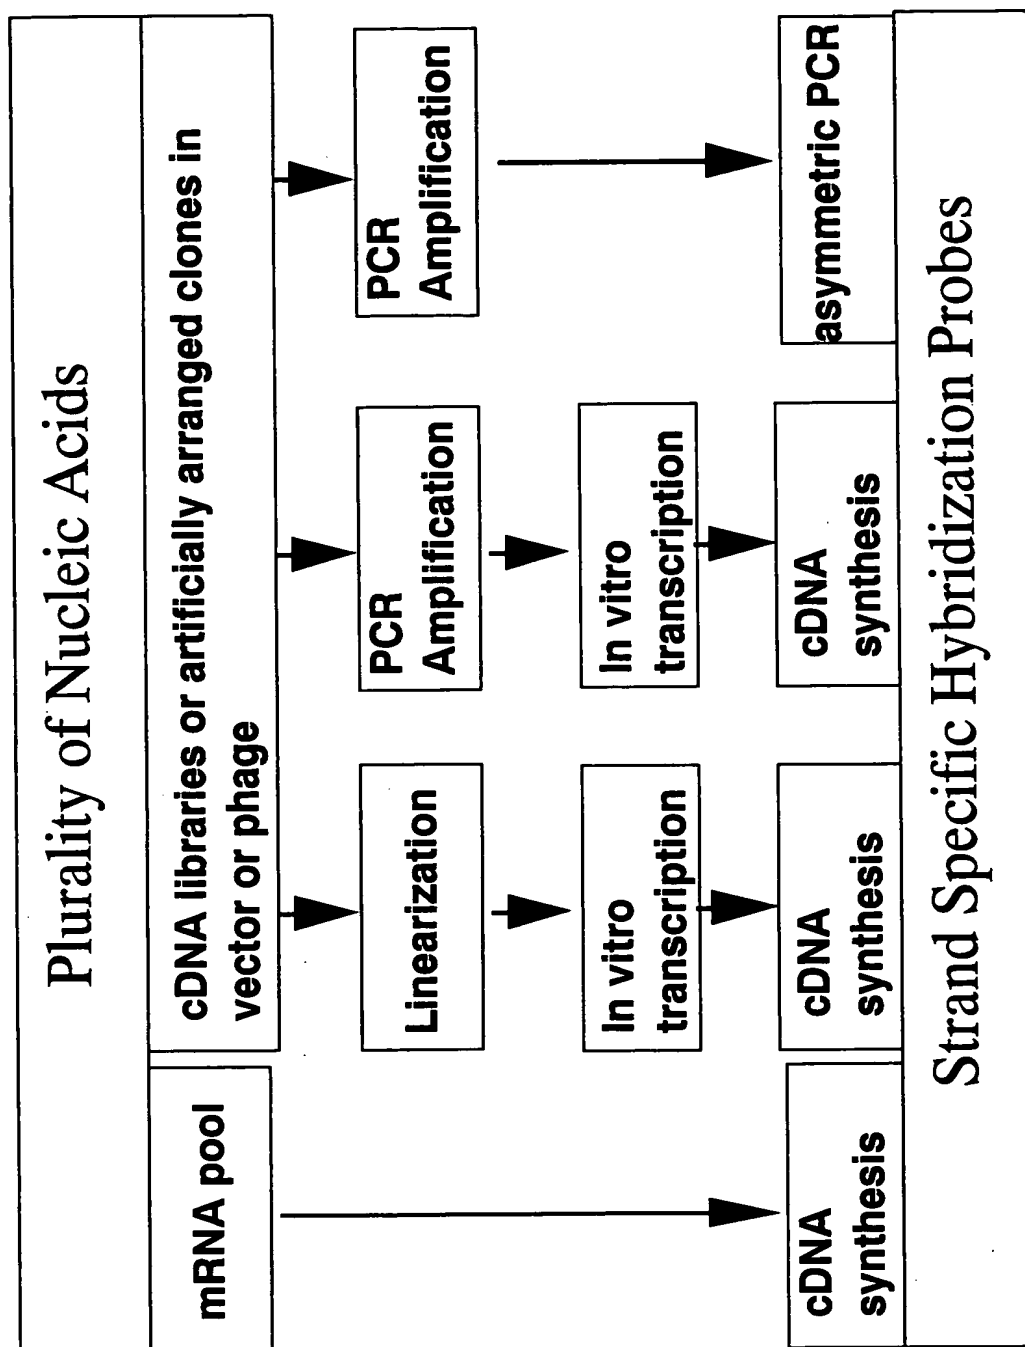 Plurality of Nucleic Acids
mRNA pool
cDNA libraries or artificially arranged clones in
vector or phage
Linearization
PCR
Amplification
PCR
Amplification
In vitro
transcription
In vitro
transcription
cDNA
synthesis
cDNA
synthesis
cDNA
synthesis
asymmetric PCR
Strand Specific Hybridization Probes